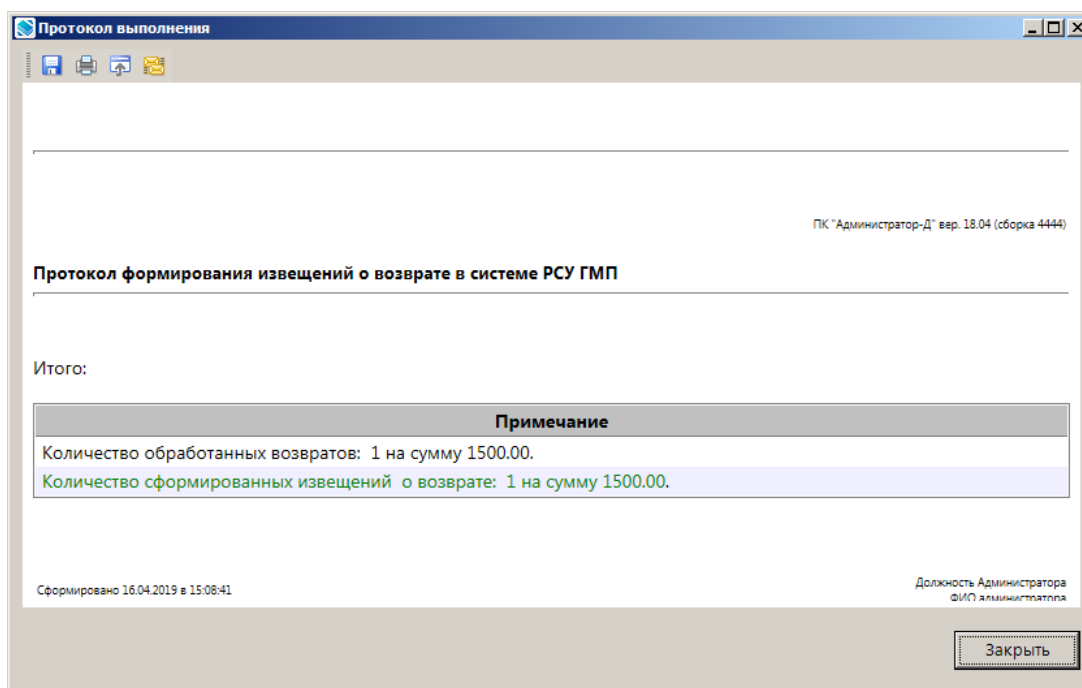 Протокол выполнения
ПК "Администратор-Д" вер. 18.04 (сборка 4444)
Протокол формирования извещений о возврате в системе РСУ ГМП
Итого:
Примечание
Количество обработанных возвратов: 1 на сумму 1500.00.
Количество сформированных извещений о возврате: 1 на сумму 1500.00.
Сформировано 16.04.2019 в 15:08:41
Должность Администратора
ФИО администратора
Закрыть